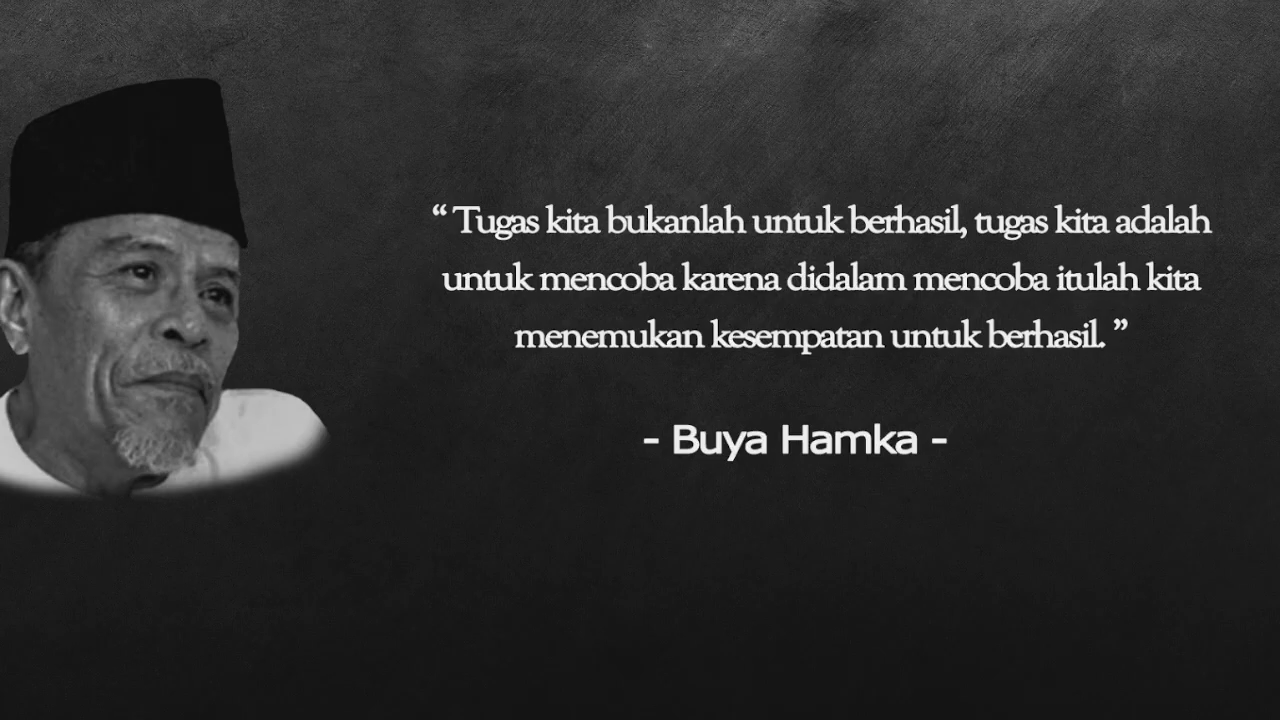 “ Tugas kita bukanlah untuk berhasil, tugas kita adalah
untuk mencoba karena didalam mencoba itulah kita
menemukan kesempatan untuk berhasil. ”
- Buya Hamka -